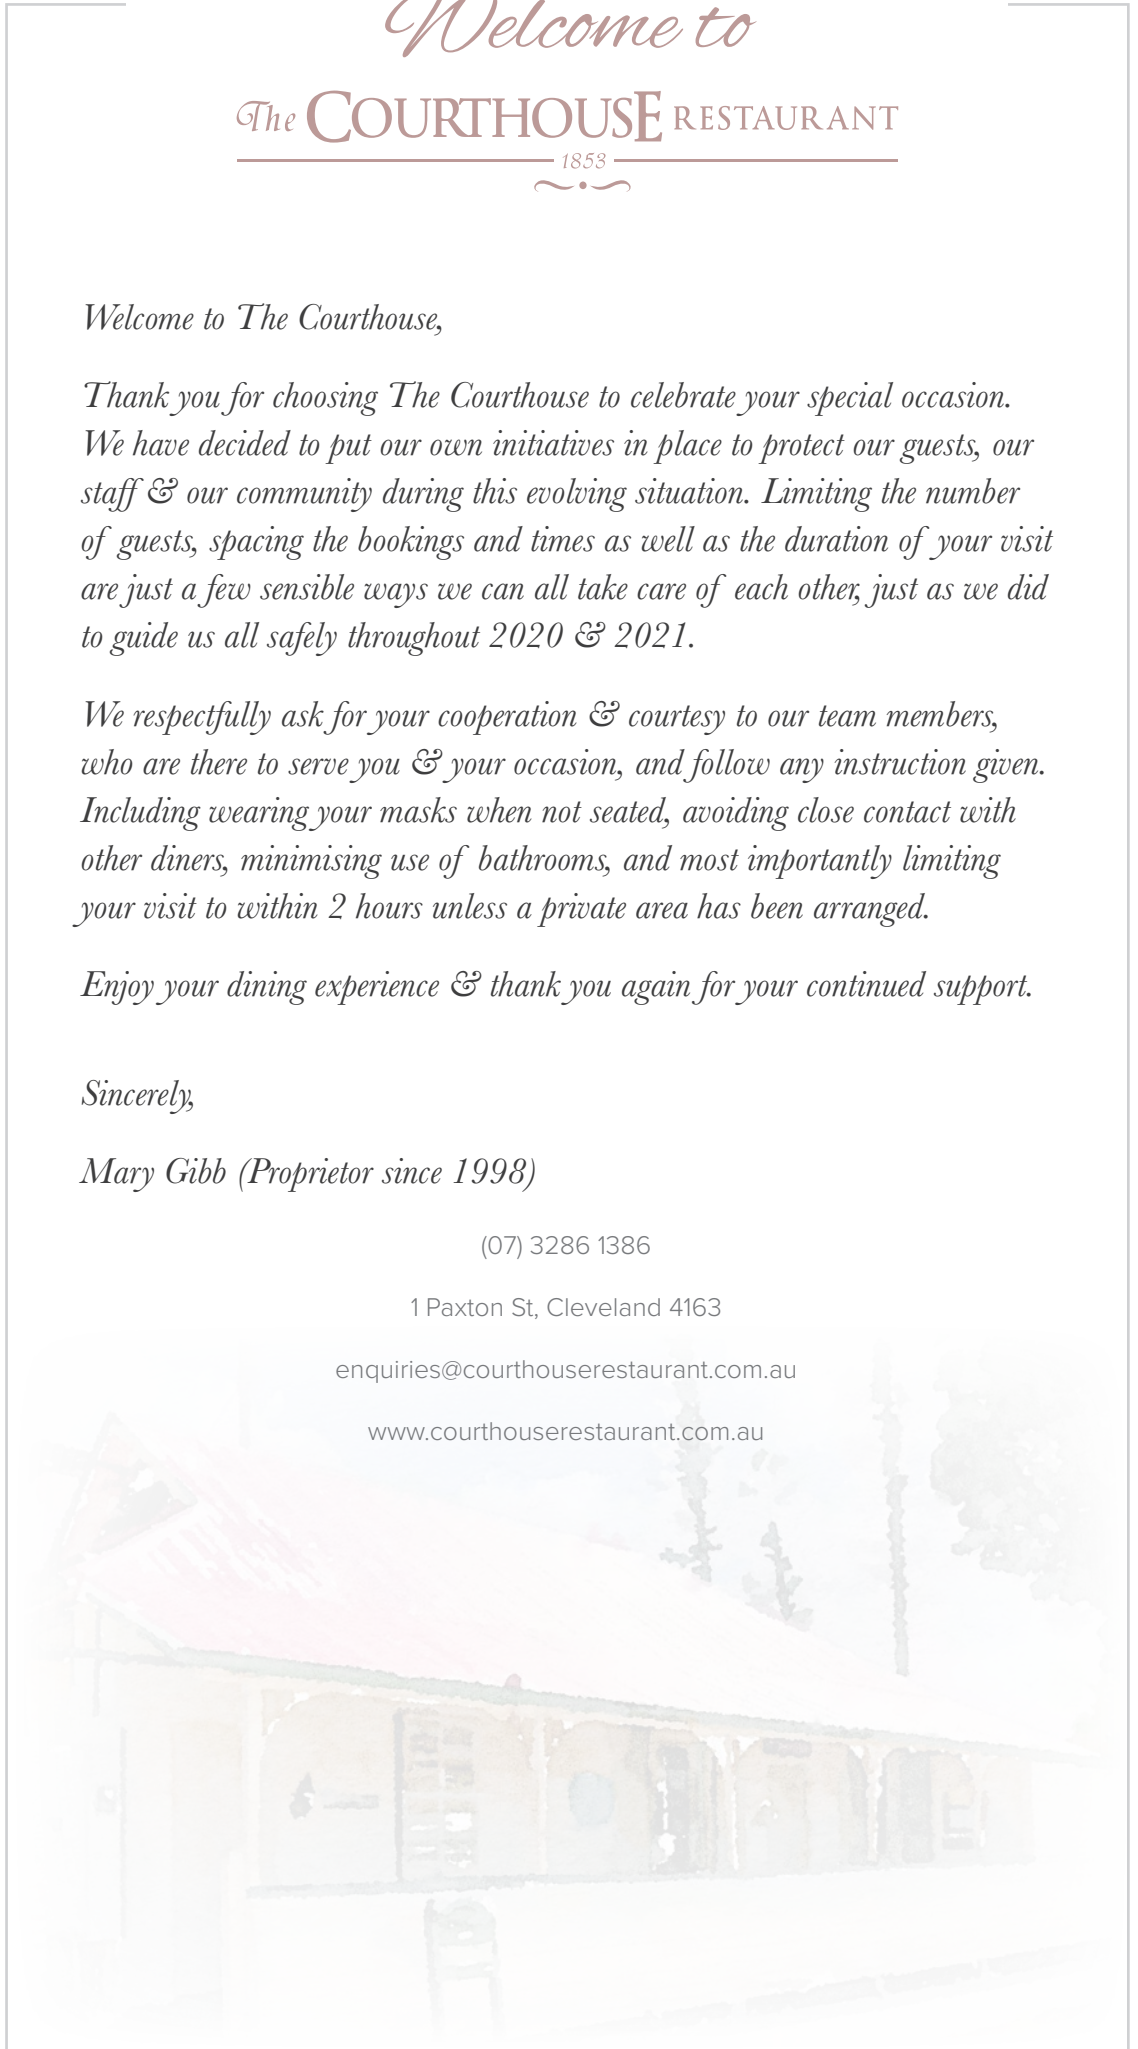 Welcome to
The COURTHOUSE RESTAURANT
1853
Welcome to The Courthouse,
Thank you for choosing The Courthouse to celebrate your special occasion.
We have decided to put our own initiatives in place to protect our guests, our
staff & our community during this evolving situation. Limiting the number
of guests, spacing the bookings and times as well as the duration of your visit
are just a few sensible ways we can all take care of each other, just as we did
to guide us all safely throughout 2020 & 2021.
We respectfully ask for your cooperation & courtesy to our team members,
who are there to serve you & your occasion, and follow any instruction given.
Including wearing your masks when not seated, avoiding close contact with
other diners, minimising use of bathrooms, and most importantly limiting
your visit to within 2 hours unless a private area has been arranged.
Enjoy your dining experience & thank you again for your continued support.
Sincerely,
Mary Gibb (Proprietor since 1998)
(07) 3286 1386
1 Paxton St, Cleveland 4163
enquiries@courthouserestaurant.com.au
www.courthouserestaurant.com.au